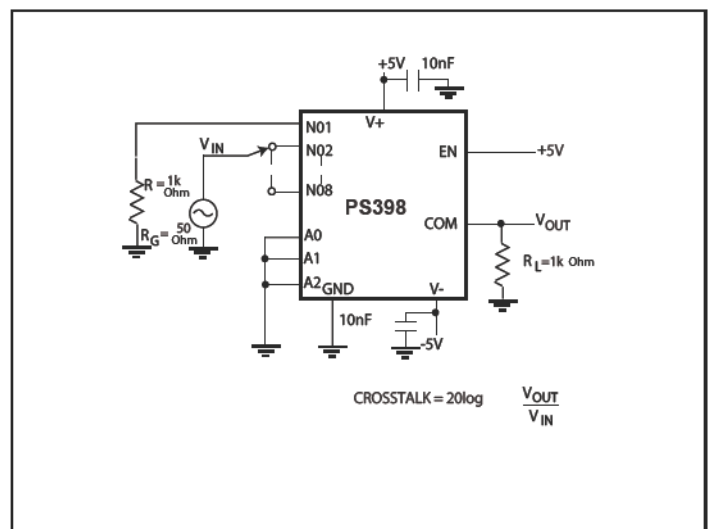 +5V 10nF
V+
N01
VIN
N02
EN
+5V
N08
R = 1k
Ohm
PS398
RG = 50
Ohm
COM
VOUT
A0
A1
RL=1k Ohm
A2
GND
V-
10nF
-5V
CROSSTALK = 20log VOUT
VIN